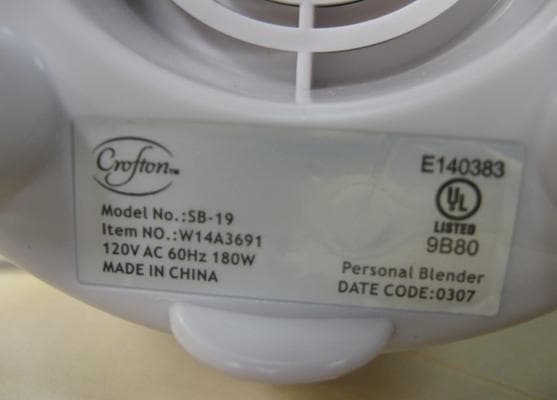 Crofton™
Model No.:SB-19
Item NO.:W14A3691
120V AC 60Hz 180W
MADE IN CHINA
E140383
UL
LISTED
9B80
Personal Blender
DATE CODE:0307